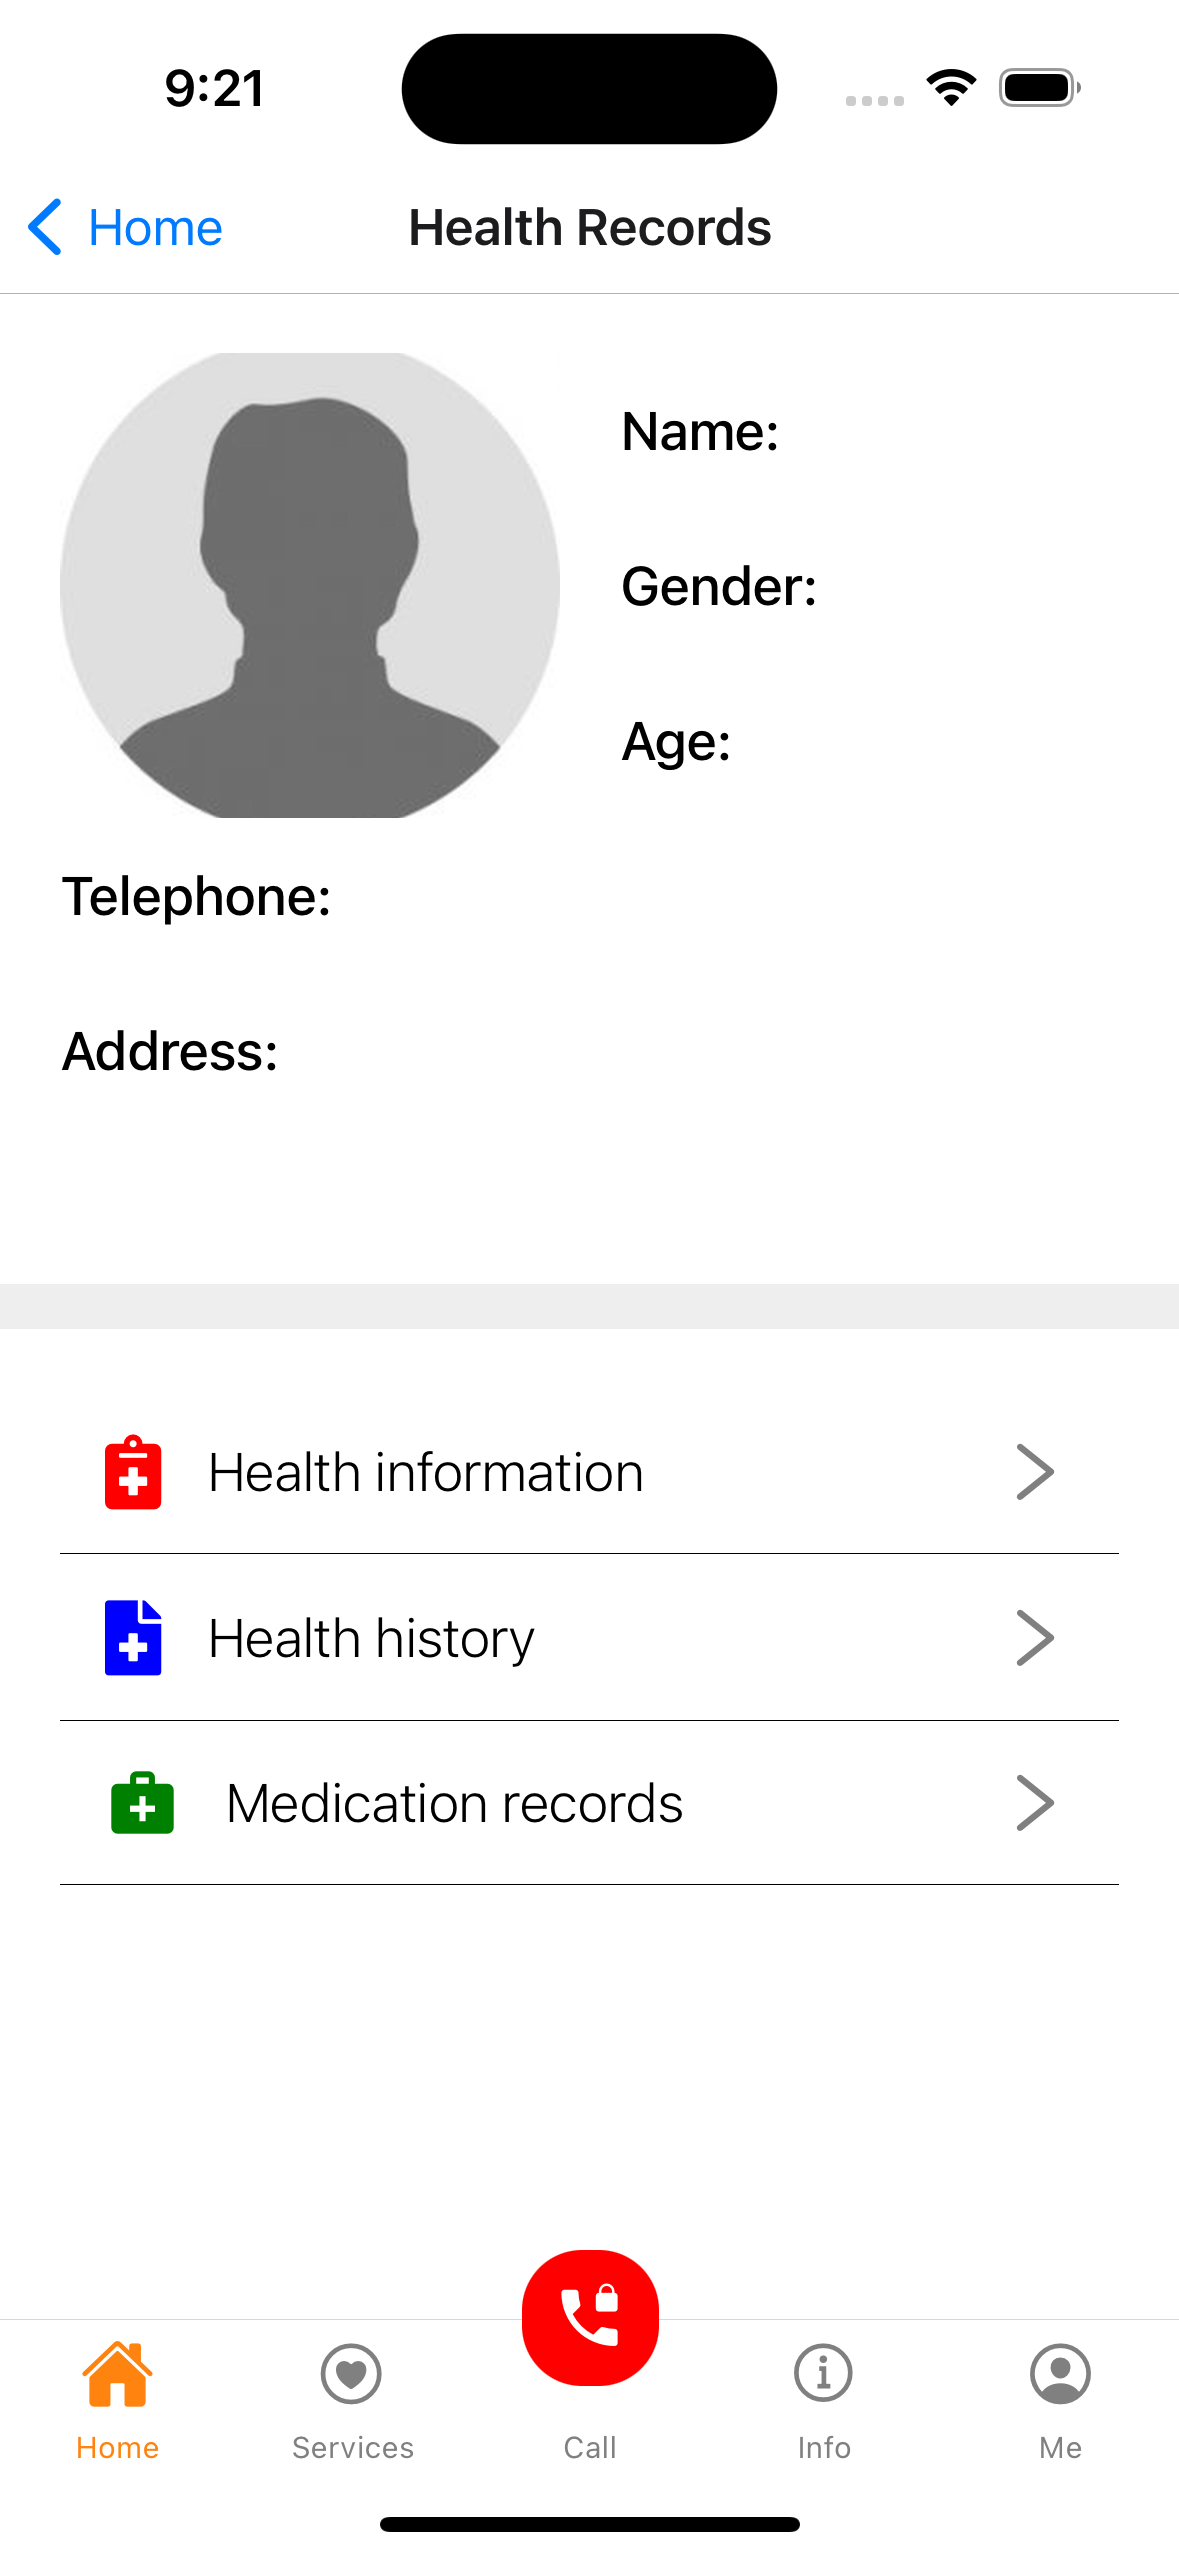 9:21
Home
Health Records
Name:
Gender:
Age:
Telephone:
Address:
Health information
Health history
Medication records
Home
Services
Call
Info
Me